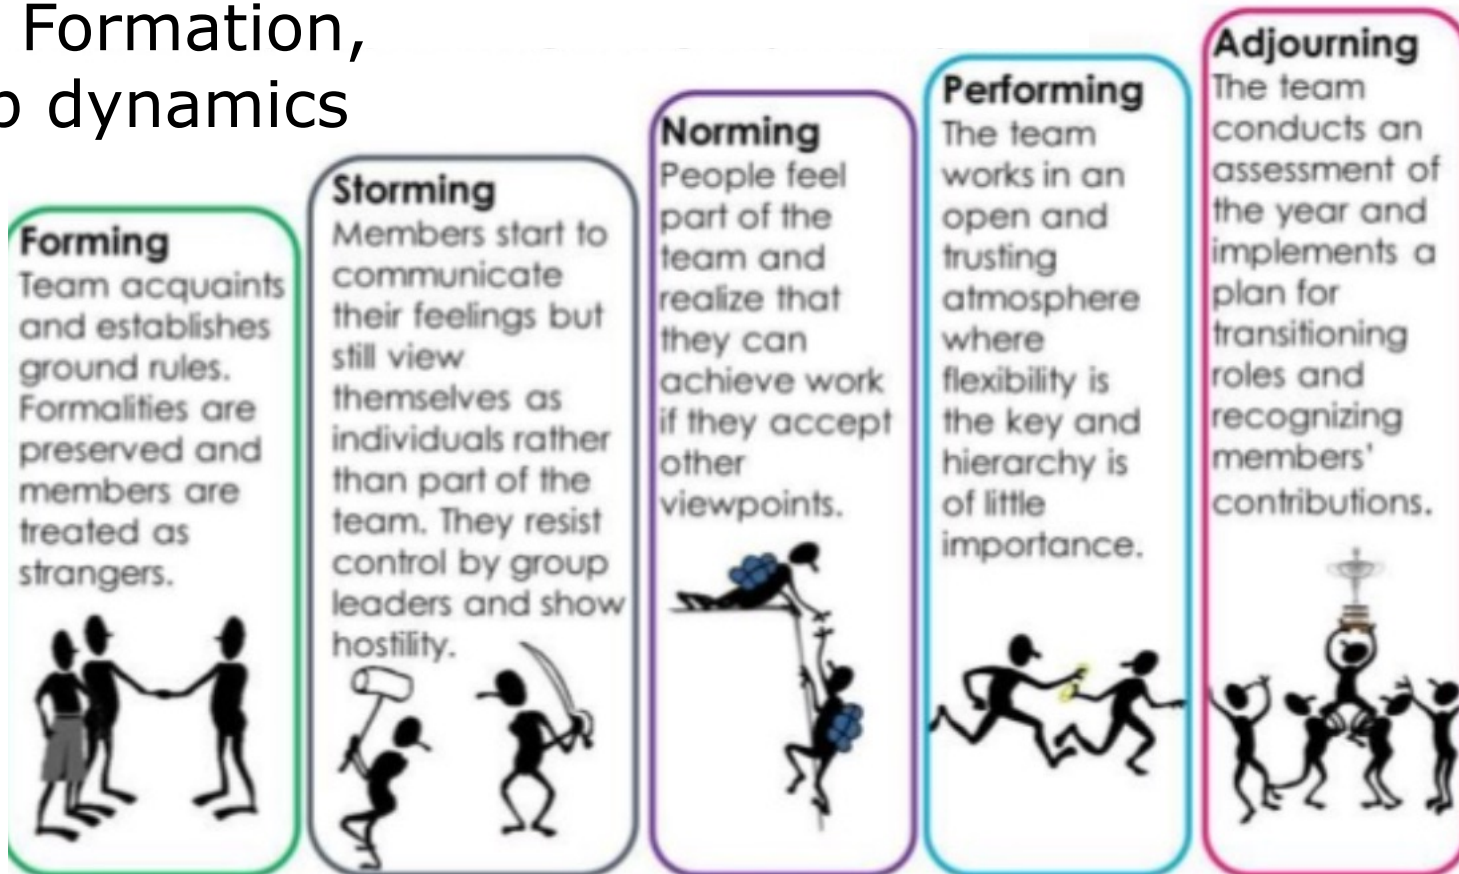 Formation,
dynamics
Forming
Team acquaints
and establishes
ground rules.
Formalities are
preserved and
members are
treated as
strangers.
Storming
Members start to
communicate
their feelings but
still view
themselves as
individuals rather
than part of the
team. They resist
control by group
leaders and show
hostility.
Norming
People feel
part of the
team and
realize that
they can
achieve work
if they accept
other
viewpoints.
Performing
The team
works in an
open and
trusting
atmosphere
where
flexibility is
the key and
hierarchy is
of little
importance.
Adjourning
The team
conducts an
assessment of
the year and
implements a
plan for
transitioning
roles and
recognizing
members'
contributions.